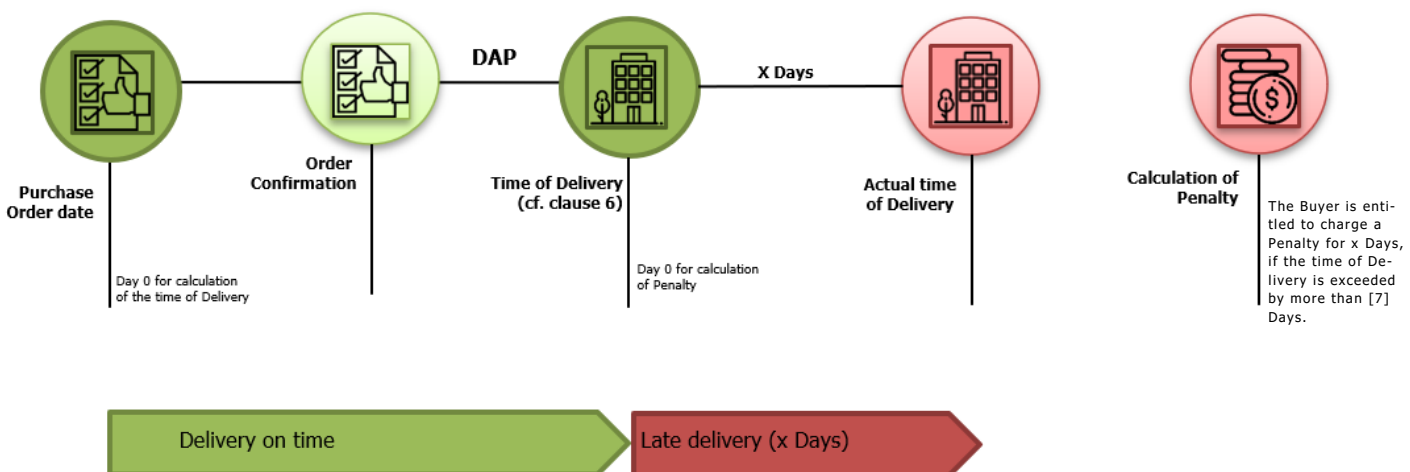 DAP
X Days
Purchase
Order date
Order
Confirmation
Time of Delivery
(cf. clause 6)
Actual time
of Delivery
Calculation of
Penalty
Day 0 for calculation
of the time of Delivery
Day 0 for calculation
of Penalty
The Buyer is enti-
tled to charge a
Penalty for x Days,
if the time of De-
livery is exceeded
by more than [7]
Days.
Delivery on time
Late delivery (x Days)